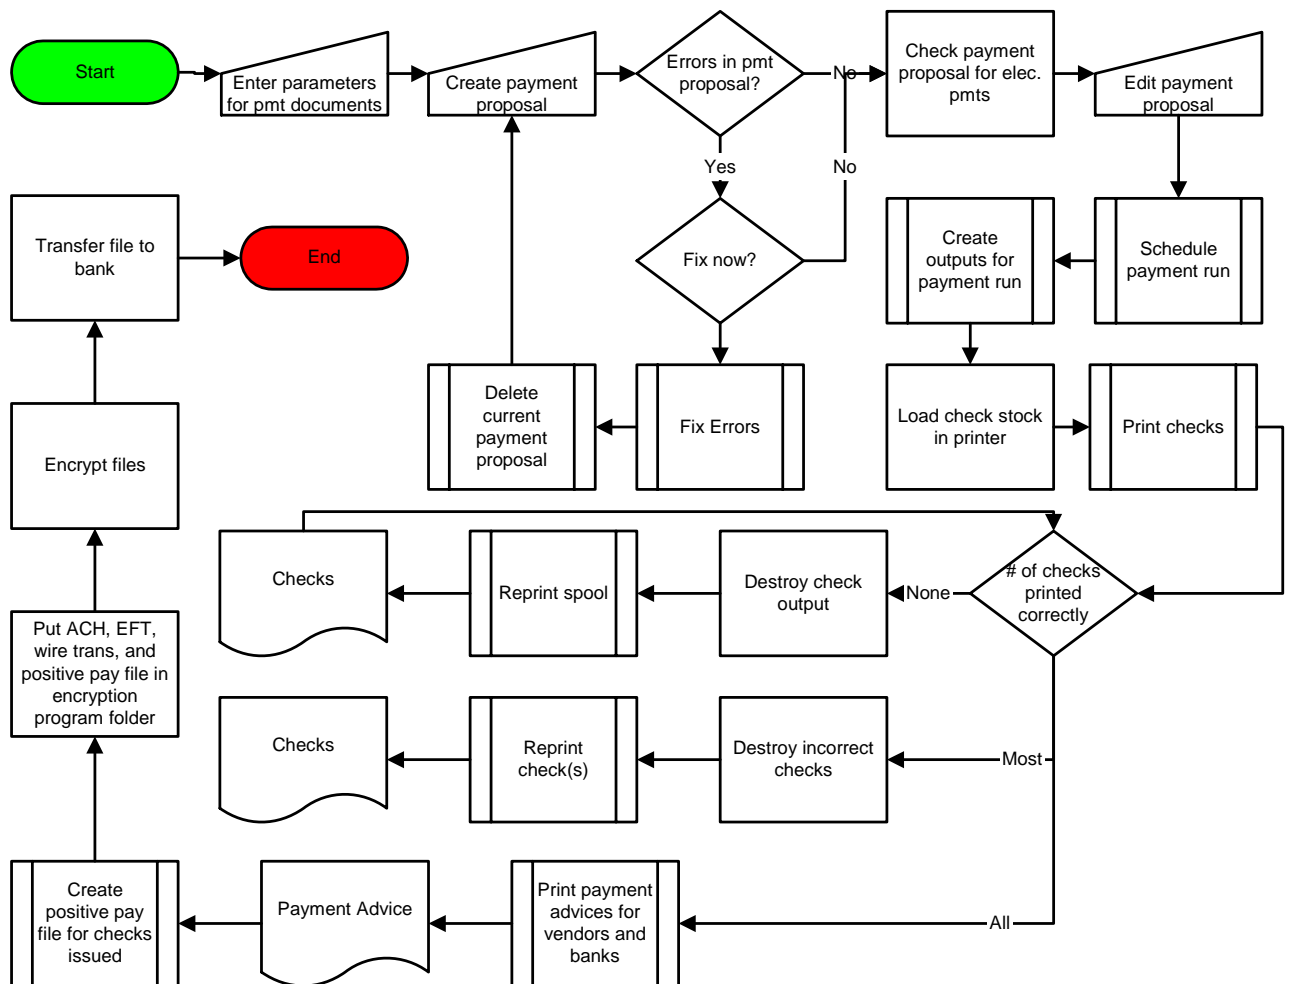 Start
Enter parameters
for pmt documents
Create payment
proposal
Errors in pmt
proposal?
No
Check payment
proposal for elec.
pmts
Edit payment
proposal
Yes
No
Transfer file to
bank
End
Fix now?
Create
outputs for
payment run
Schedule
payment run
Delete
current
payment
proposal
Fix Errors
Load check stock
in printer
Print checks
Encrypt files
Checks
Reprint spool
Destroy check
output
None
# of checks
printed
correctly
Put ACH, EFT,
wire trans, and
positive pay file in
encryption
program folder
Checks
Reprint
check(s)
Destroy incorrect
checks
Most
Create
positive pay
file for checks
issued
Payment Advice
Print payment
advices for
vendors and
banks
All